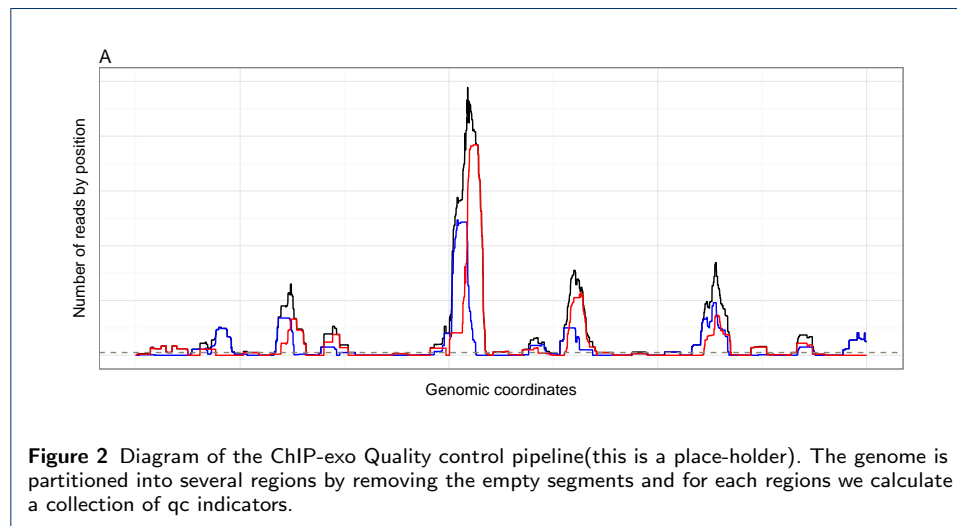 A
Number of reads by position
Genomic coordinates
Figure 2 Diagram of the ChIP-exo Quality control pipeline(this is a place-holder). The genome is
partitioned into several regions by removing the empty segments and for each regions we calculate
a collection of qc indicators.